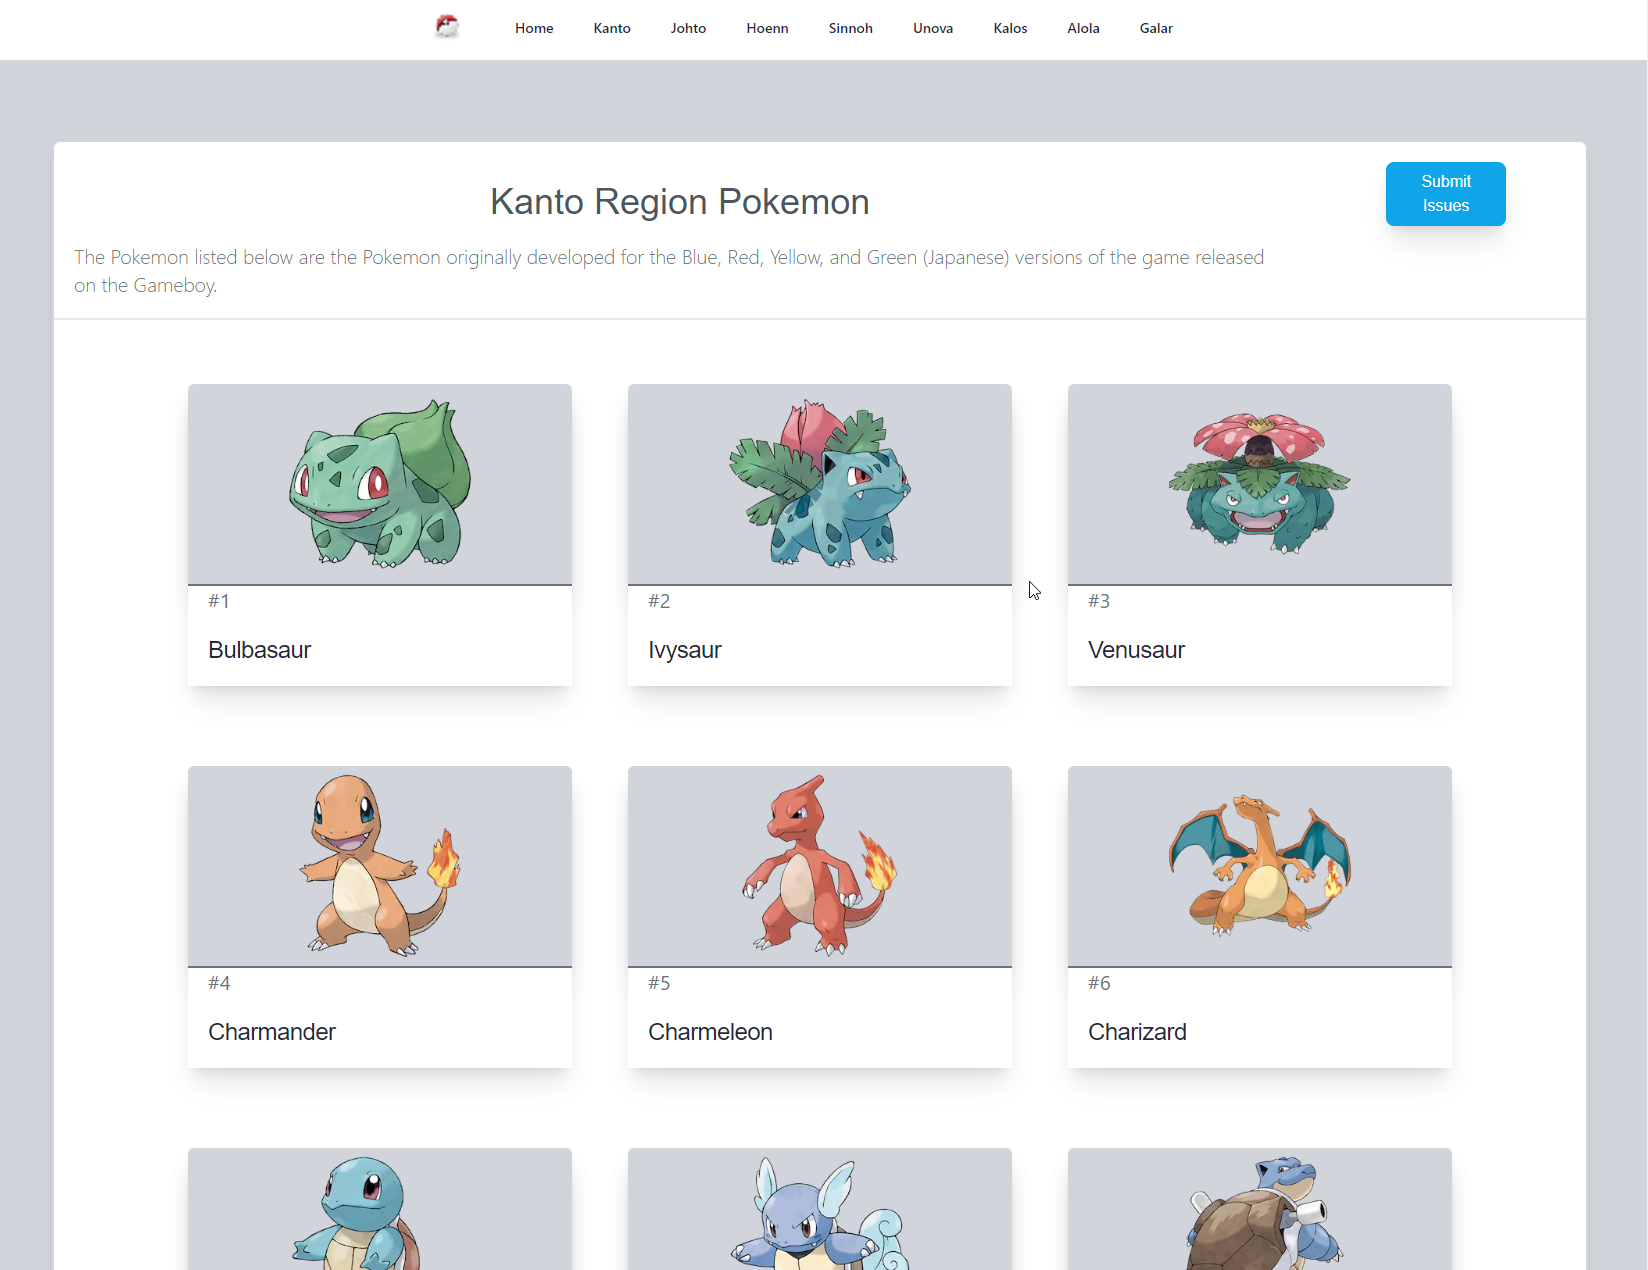 Home Kanto Johto Hoenn Sinnoh Unova Kalos Alola Galar
Kanto Region Pokemon
Submit
Issues
The Pokemon listed below are the Pokemon originally developed for the Blue, Red, Yellow, and Green (Japanese) versions of the game released
on the Gameboy.
#1
Bulbasaur
#2
Ivysaur
#3
Venusaur
#4
Charmander
#5
Charmeleon
#6
Charizard